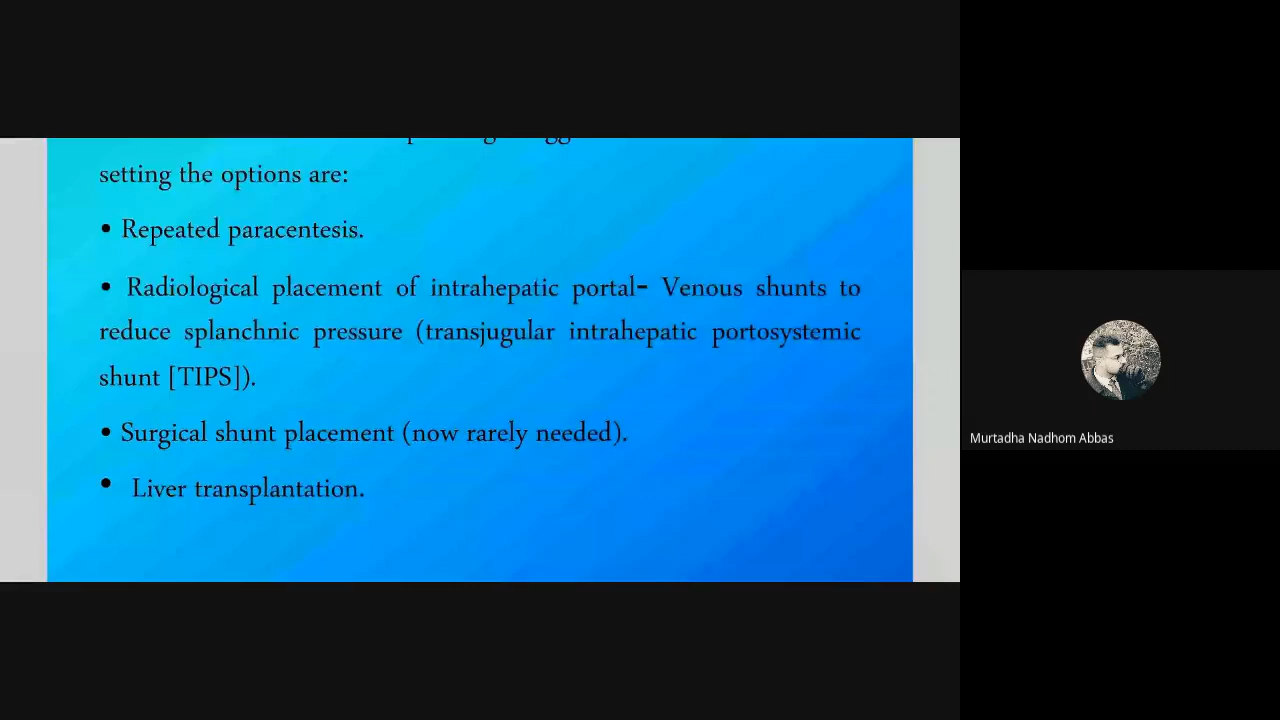 setting the options are:
• Repeated paracentesis.
• Radiological placement of intrahepatic portal- Venous shunts to
reduce splanchnic pressure (transjugular intrahepatic portosystemic
shunt [TIPS]).
• Surgical shunt placement (now rarely needed).
• Liver transplantation.
Murtadha Nadhom Abbas